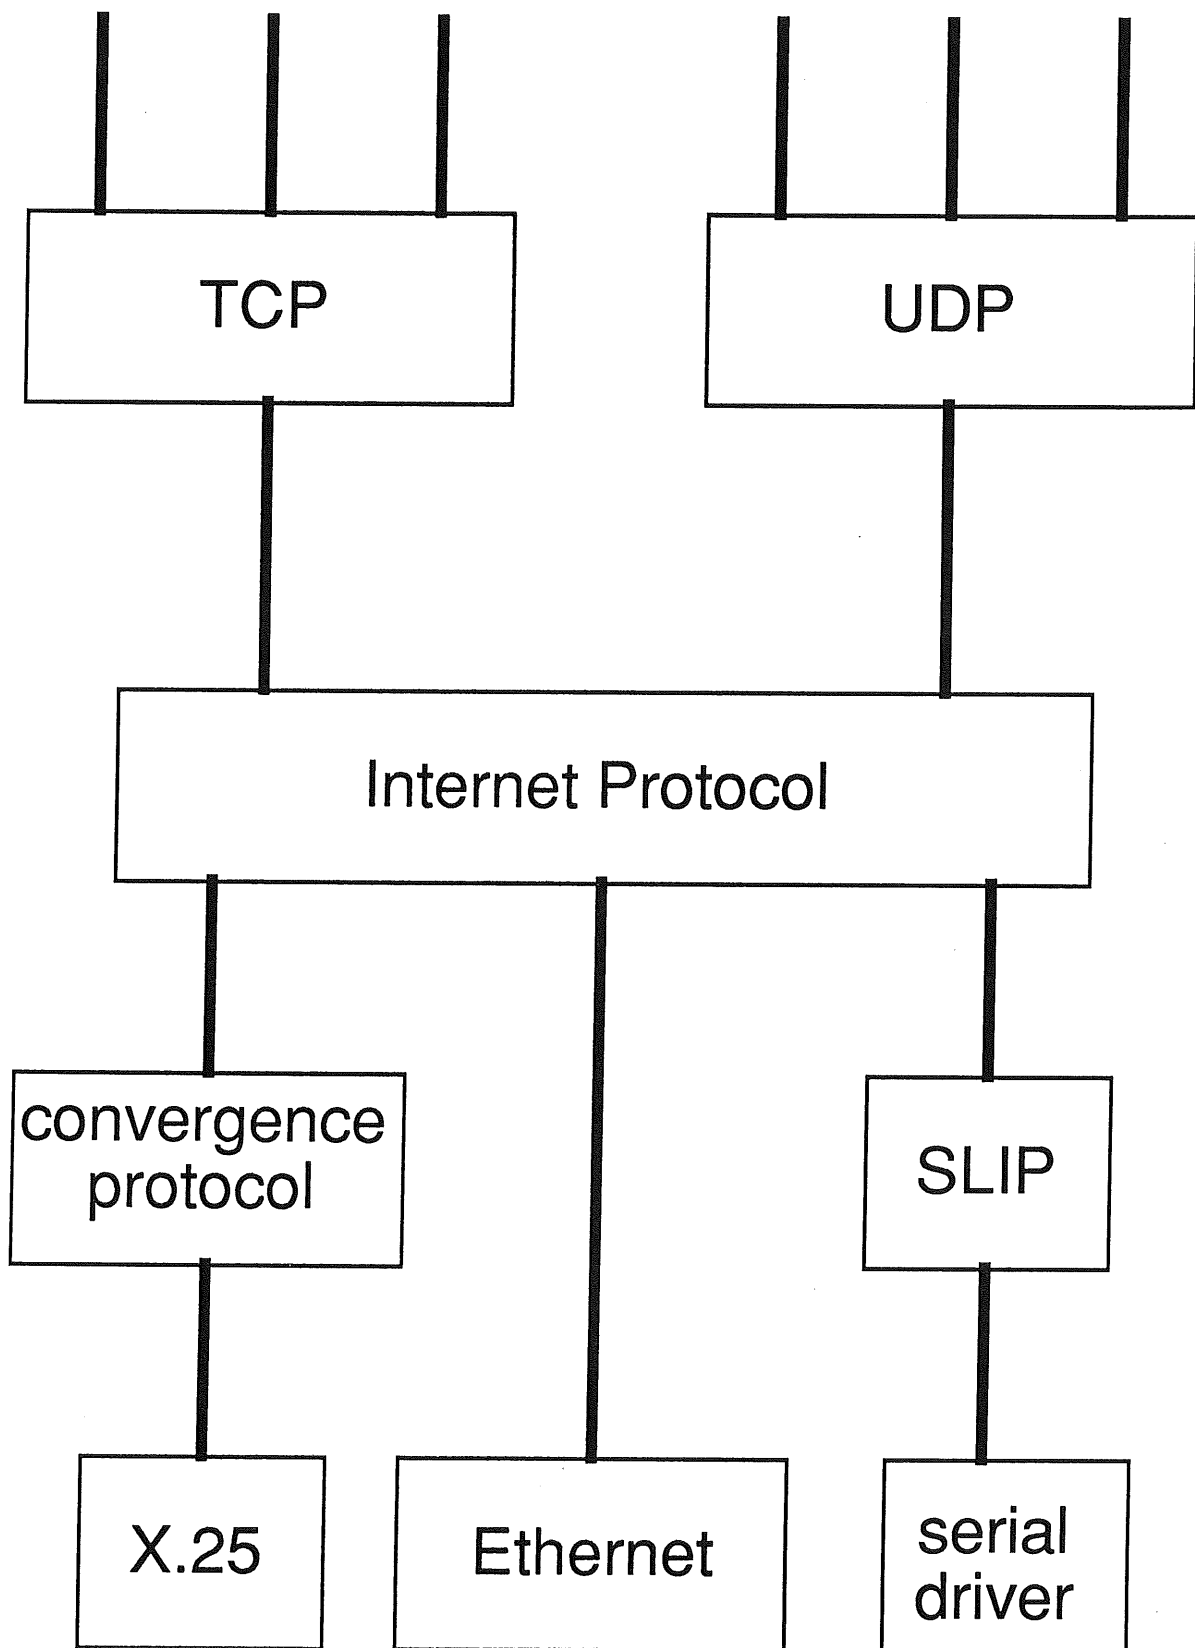 TCP
UDP
Internet Protocol
convergence
protocol
SLIP
X.25
Ethernet
serial
driver